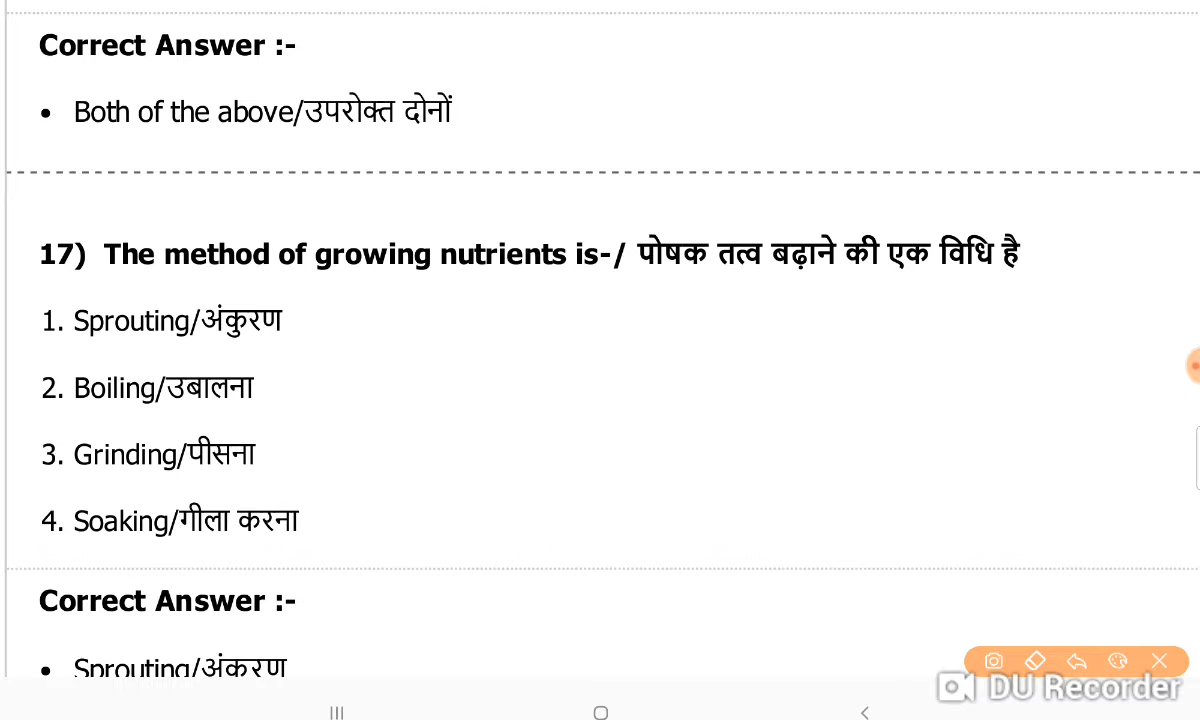 Correct Answer :-
• Both of the above/उपरोक्त दोनों
17) The method of growing nutrients is-/ पोषक तत्व बढ़ाने की एक विधि है
1. Sprouting/अंकुरण
2. Boiling/उबालना
3. Grinding/पीसना
4. Soaking/गीला करना
Correct Answer :-
• Sprouting/अंकुरण
DU Recorder